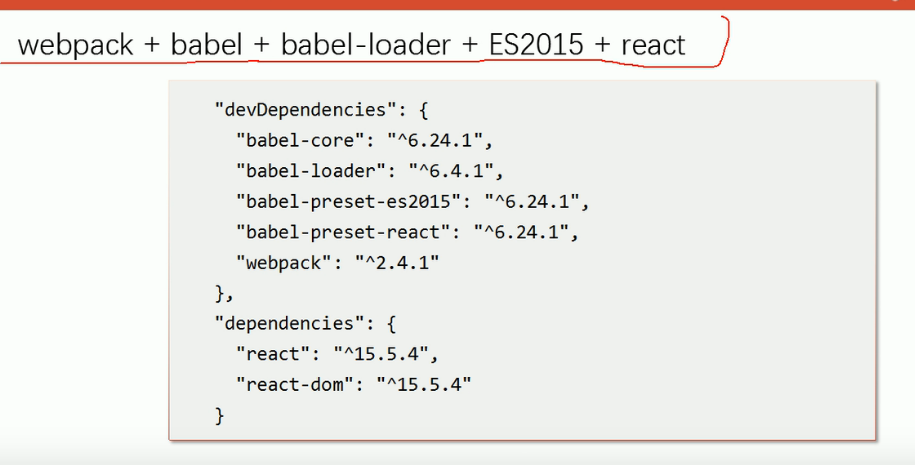 webpack + babel + babel-loader + ES2015 + react
"devDependencies": {
"babel-core": "^6.24.1",
"babel-loader": "^6.4.1",
"babel-preset-es2015": "^6.24.1",
"babel-preset-react": "^6.24.1",
"webpack": "^2.4.1"
},
"dependencies": {
"react": "^15.5.4",
"react-dom": "^15.5.4"
}